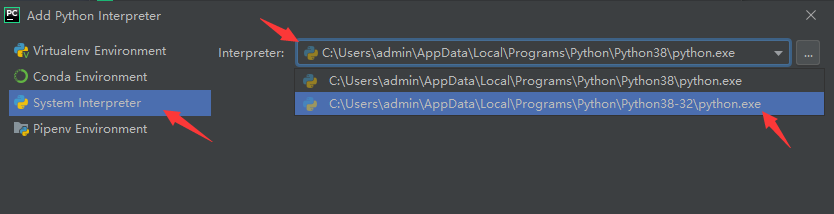 PC
Add Python Interpreter
Virtualenv Environment
Interpreter: C:\Users\admin\AppData\Local\Programs\Python\Python38\python.exe ...
Conda Environment
C:\Users\admin\AppData\Local\Programs\Python\Python38\python.exe
System Interpreter
C:\Users\admin\AppData\Local\Programs\Python\Python38-32\python.exe
Pipenv Environment